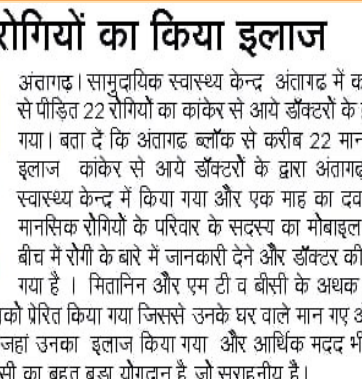 रोगियों का किया इलाज
अंतागढ़। सामुदायिक स्वास्थ्य केन्द्र अंतागढ़ में
से पीड़ित 22 रोगियों का कांकेर से आये डॉक्टरों के
गया। बता दें कि अंतागढ ब्लॉक से करीब 22
इलाज कांकेर से आये डॉक्टरों के द्वारा
स्वास्थ्य केन्द्र में किया गया और एक माह का
मानसिक रोगियों के परिवार के सदस्य का मोबाइल
बीच में रोगी के बारे में जानकारी देने और डॉक्टर
गया है । मितानिन और एम टी व बीसी के अथक
प्रेरित किया गया जिससे उनके घर वाले मान गए
जहां उनका इलाज किया गया और आर्थिक मदद
का बहुत बड़ा योगदान है जो सराहनीय है।